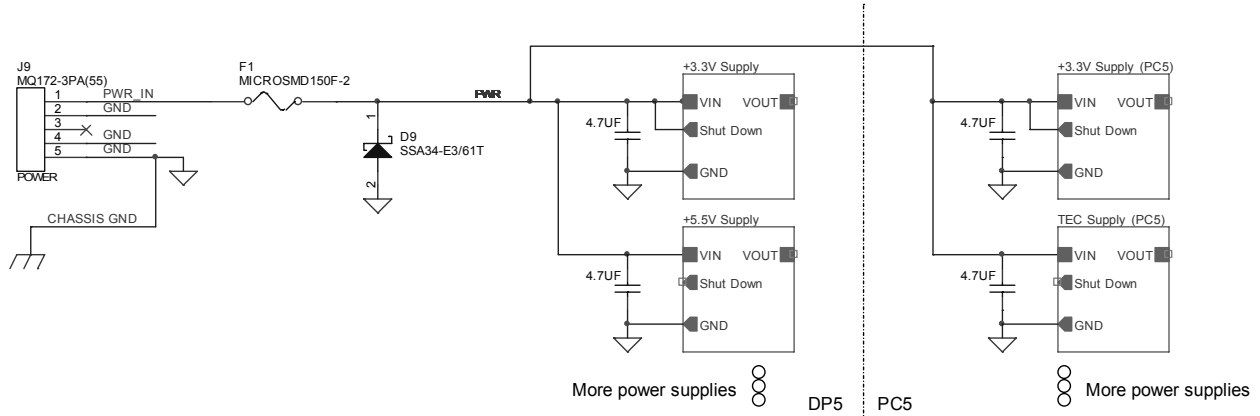 J9
MQ172-3PA(55)
1 PWR_IN
2 GND
3
4 GND
5 GND
POWER
CHASSIS GND
F1
MICROSMD150F-2
PWR
1
D9
SSA34-E3/61T
2
+3.3V Supply
VIN VOUT
4.7UF
Shut Down
GND
+5.5V Supply
VIN VOUT
4.7UF
Shut Down
GND
More power supplies
DP5
PC5
+3.3V Supply (PC5)
VIN VOUT
4.7UF
Shut Down
GND
TEC Supply (PC5)
VIN VOUT
4.7UF
Shut Down
GND
More power supplies